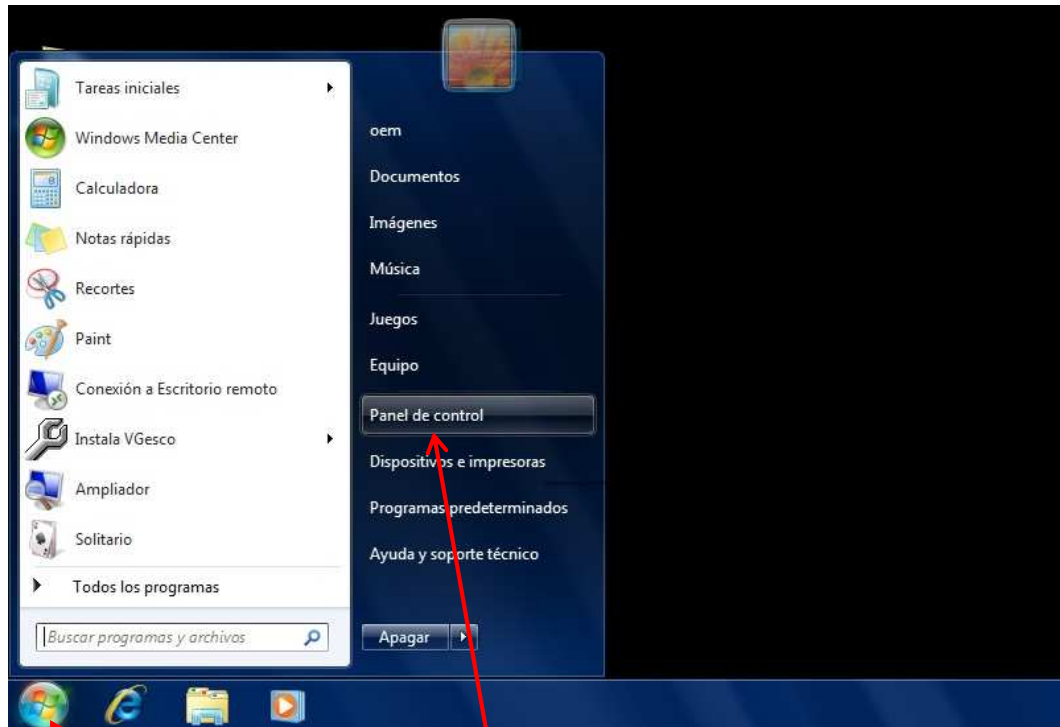 Tareas iniciales
Windows Media Center
Calculadora
Notas rápidas
Recortes
Paint
Conexión a Escritorio remoto
Instala VGesco
Ampliador
Solitario
Todos los programas
Buscar programas y archivos
oem
Documentos
Imágenes
Música
Juegos
Equipo
Panel de control
Dispositivos e impresoras
Programas predeterminados
Ayuda y soporte técnico
Apagar